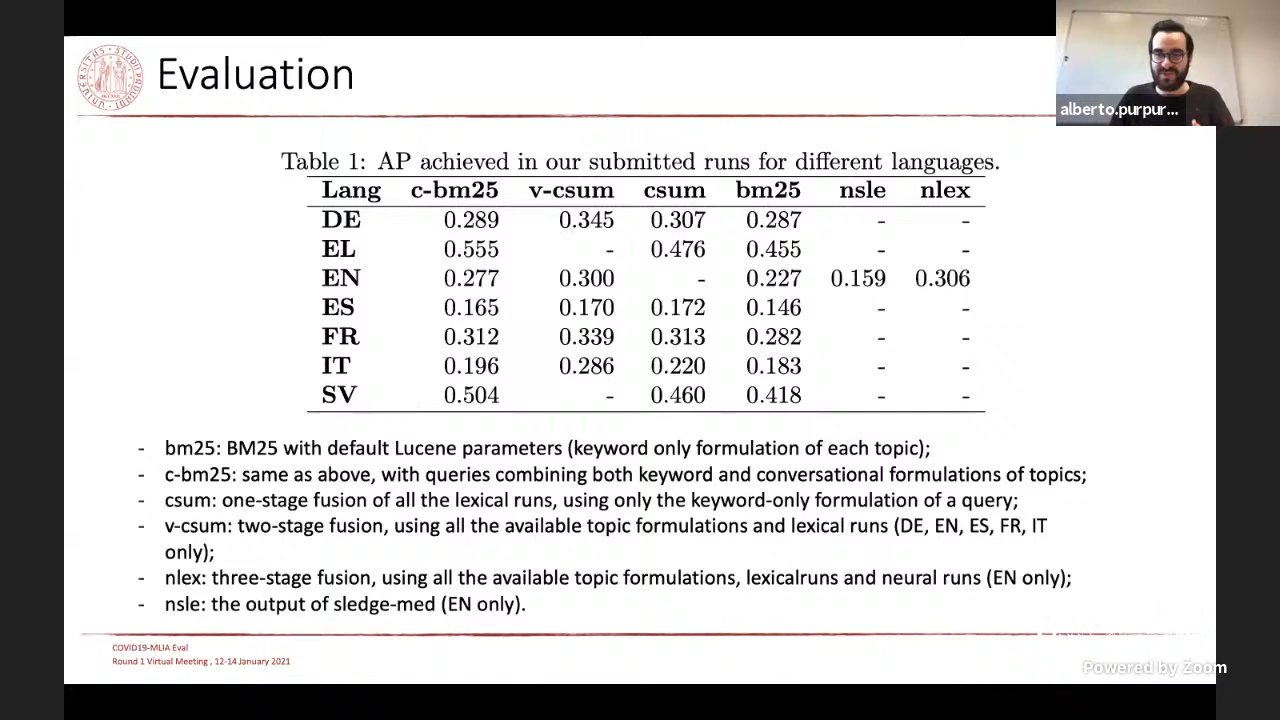 Evaluation
alberto.purpur...
Table 1: AP achieved in our submitted runs for different languages.
Lang c-bm25 v-csum csum bm25 nsle nlex
DE 0.289 0.345 0.307 0.287 - -
EL 0.555 - 0.476 0.455 - -
EN 0.277 0.300 - 0.227 0.159 0.306
ES 0.165 0.170 0.172 0.146 - -
FR 0.312 0.339 0.313 0.282 - -
IT 0.196 0.286 0.220 0.183 - -
SV 0.504 - 0.460 0.418 - -
- bm25: BM25 with default Lucene parameters (keyword only formulation of each topic);
- c-bm25: same as above, with queries combining both keyword and conversational formulations of topics;
- csum: one-stage fusion of all the lexical runs, using only the keyword-only formulation of a query;
- v-csum: two-stage fusion, using all the available topic formulations and lexical runs (DE, EN, ES, FR, IT
only);
- nlex: three-stage fusion, using all the available topic formulations, lexicalruns and neural runs (EN only);
- nsle: the output of sledge-med (EN only).
COVID19-MLIA Eval
Round 1 Virtual Meeting , 12-14 January 2021
Powered by Zoom